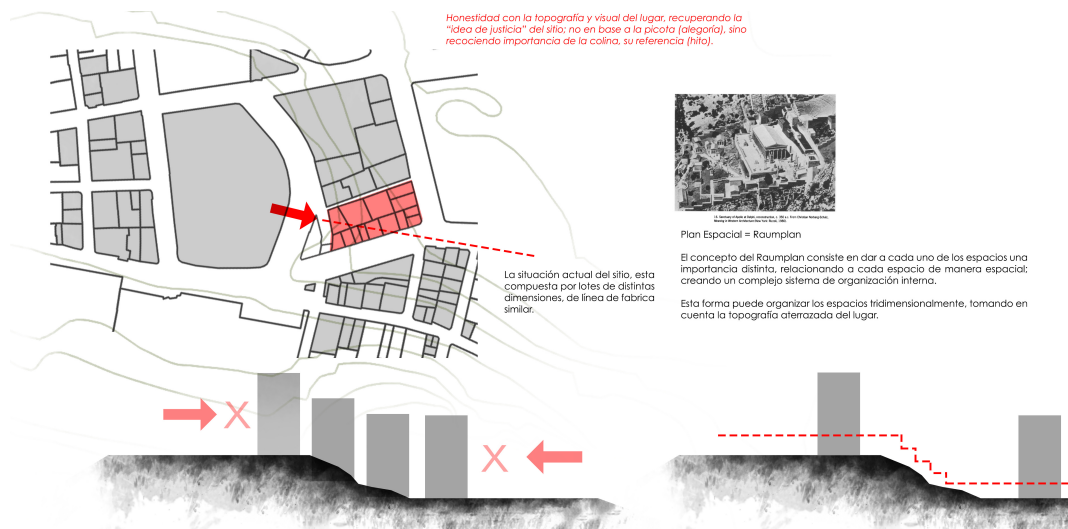 Honestidad con la topografía y visual del lugar, recuperando la
“idea de justicia” del sitio; no en base a la picota (alegoría), sino
recociendo importancia de la colina, su referencia (hito).
Plan Espacial = Raumplan
El concepto del Raumplan consiste en dar a cada uno de los espacios una
importancia distinta, relacionando a cada espacio de manera espacial;
creando un complejo sistema de organización interna.
Esta forma puede organizar los espacios tridimensionalmente, tomando en
cuenta la topografía aterrazada del lugar.
La situación actual del sitio, esta
compuesta por lotes de distintas
dimensiones, de línea de fabrica
similar.
X
X